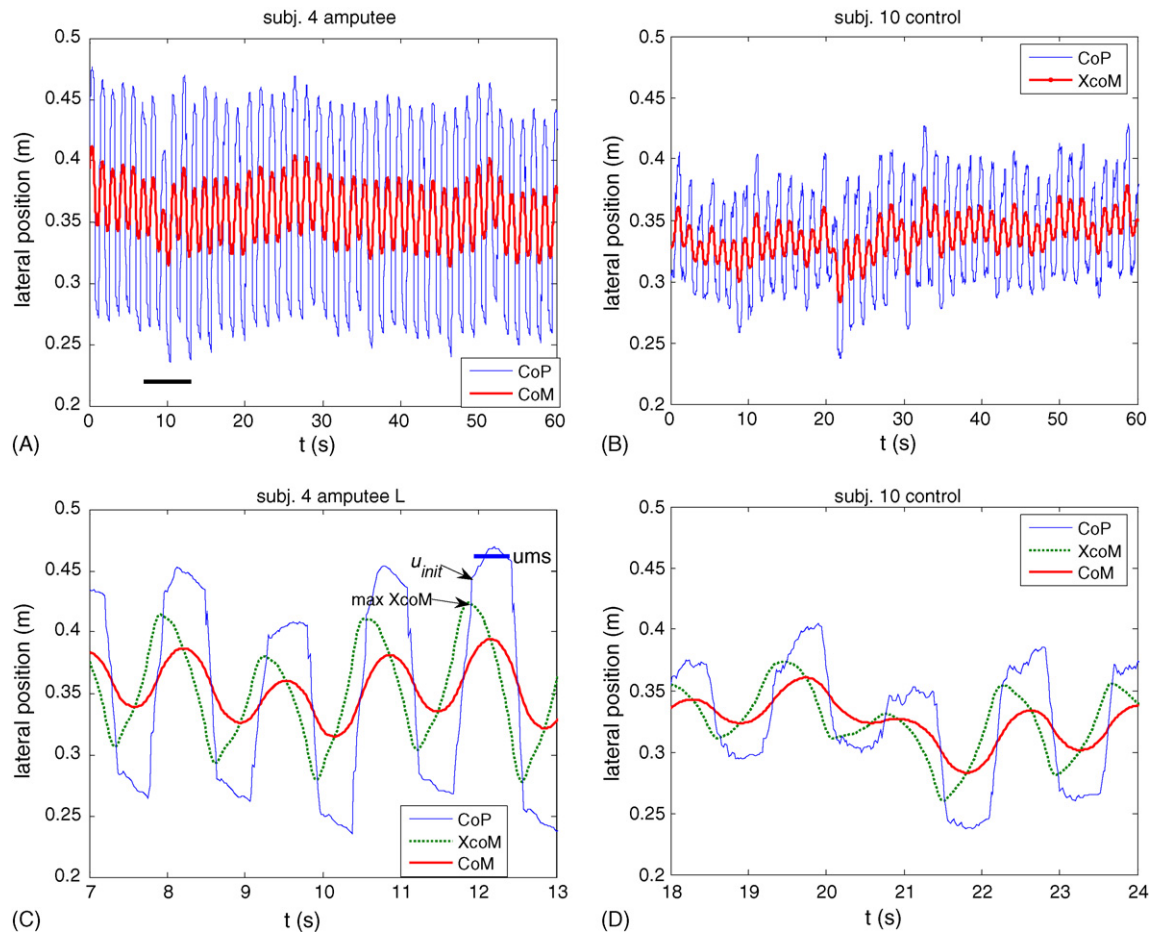 subj. 4 amputee
0.5
0.45
0.4
0.35
0.3
0.25
0.2
lateral position (m)
CoP
CoM
0 10 20 30 40 50 60
t (s)
(A)
subj. 10 control
0.5
0.45
0.4
0.35
0.3
0.25
0.2
lateral position (m)
CoP
XcoM
0 10 20 30 40 50 60
t (s)
(B)
subj. 4 amputee L
0.5
0.45
0.4
0.35
0.3
0.25
0.2
lateral position (m)
ums
u_init
max XcoM
CoP
XcoM
CoM
7 8 9 10 11 12 13
t (s)
(C)
subj. 10 control
0.5
0.45
0.4
0.35
0.3
0.25
0.2
lateral position (m)
CoP
XcoM
CoM
18 19 20 21 22 23 24
t (s)
(D)